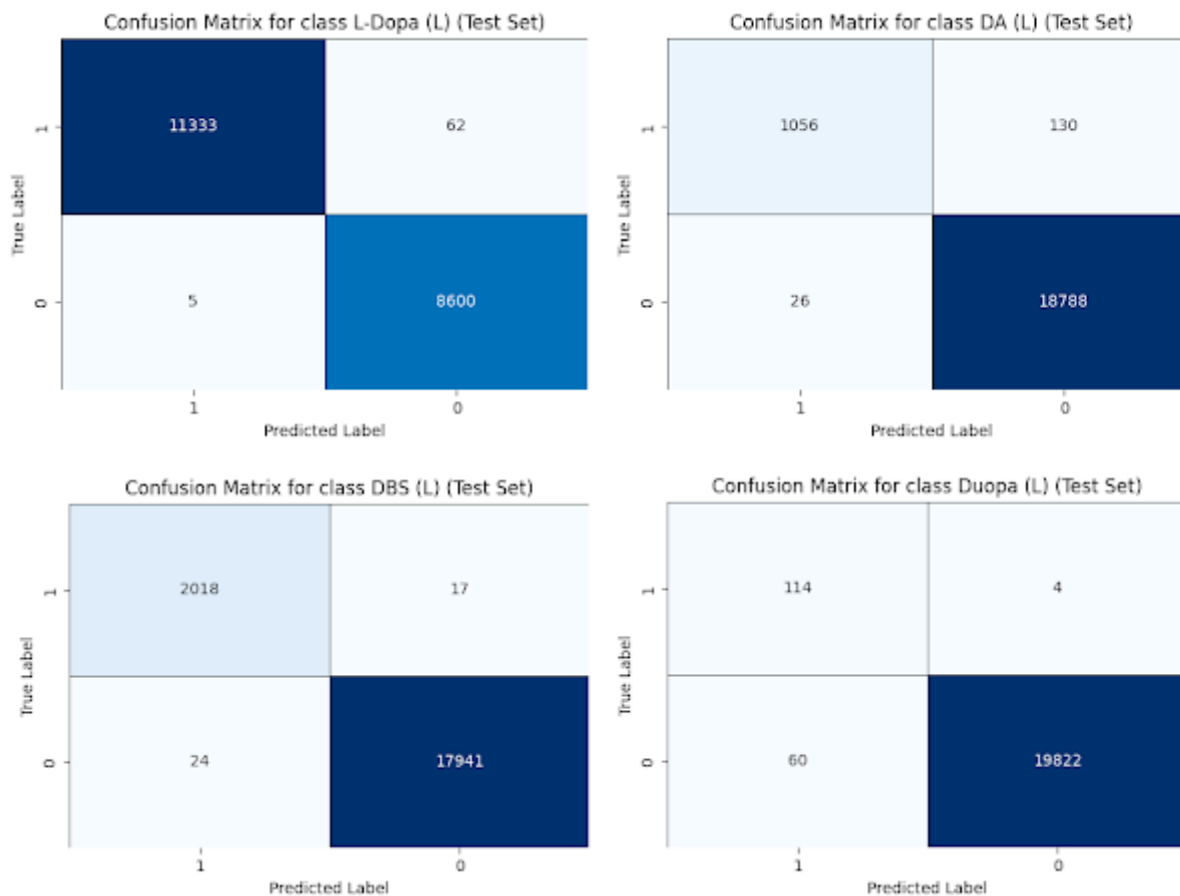 Confusion Matrix for class L-Dopa (L) (Test Set)
True Label
1
11333
62
0
5
8600
1
0
Predicted Label
Confusion Matrix for class DA (L) (Test Set)
True Label
1
1056
130
0
26
18788
1
0
Predicted Label
Confusion Matrix for class DBS (L) (Test Set)
True Label
1
2018
17
0
24
17941
1
0
Predicted Label
Confusion Matrix for class Duopa (L) (Test Set)
True Label
1
114
4
0
60
19822
1
0
Predicted Label